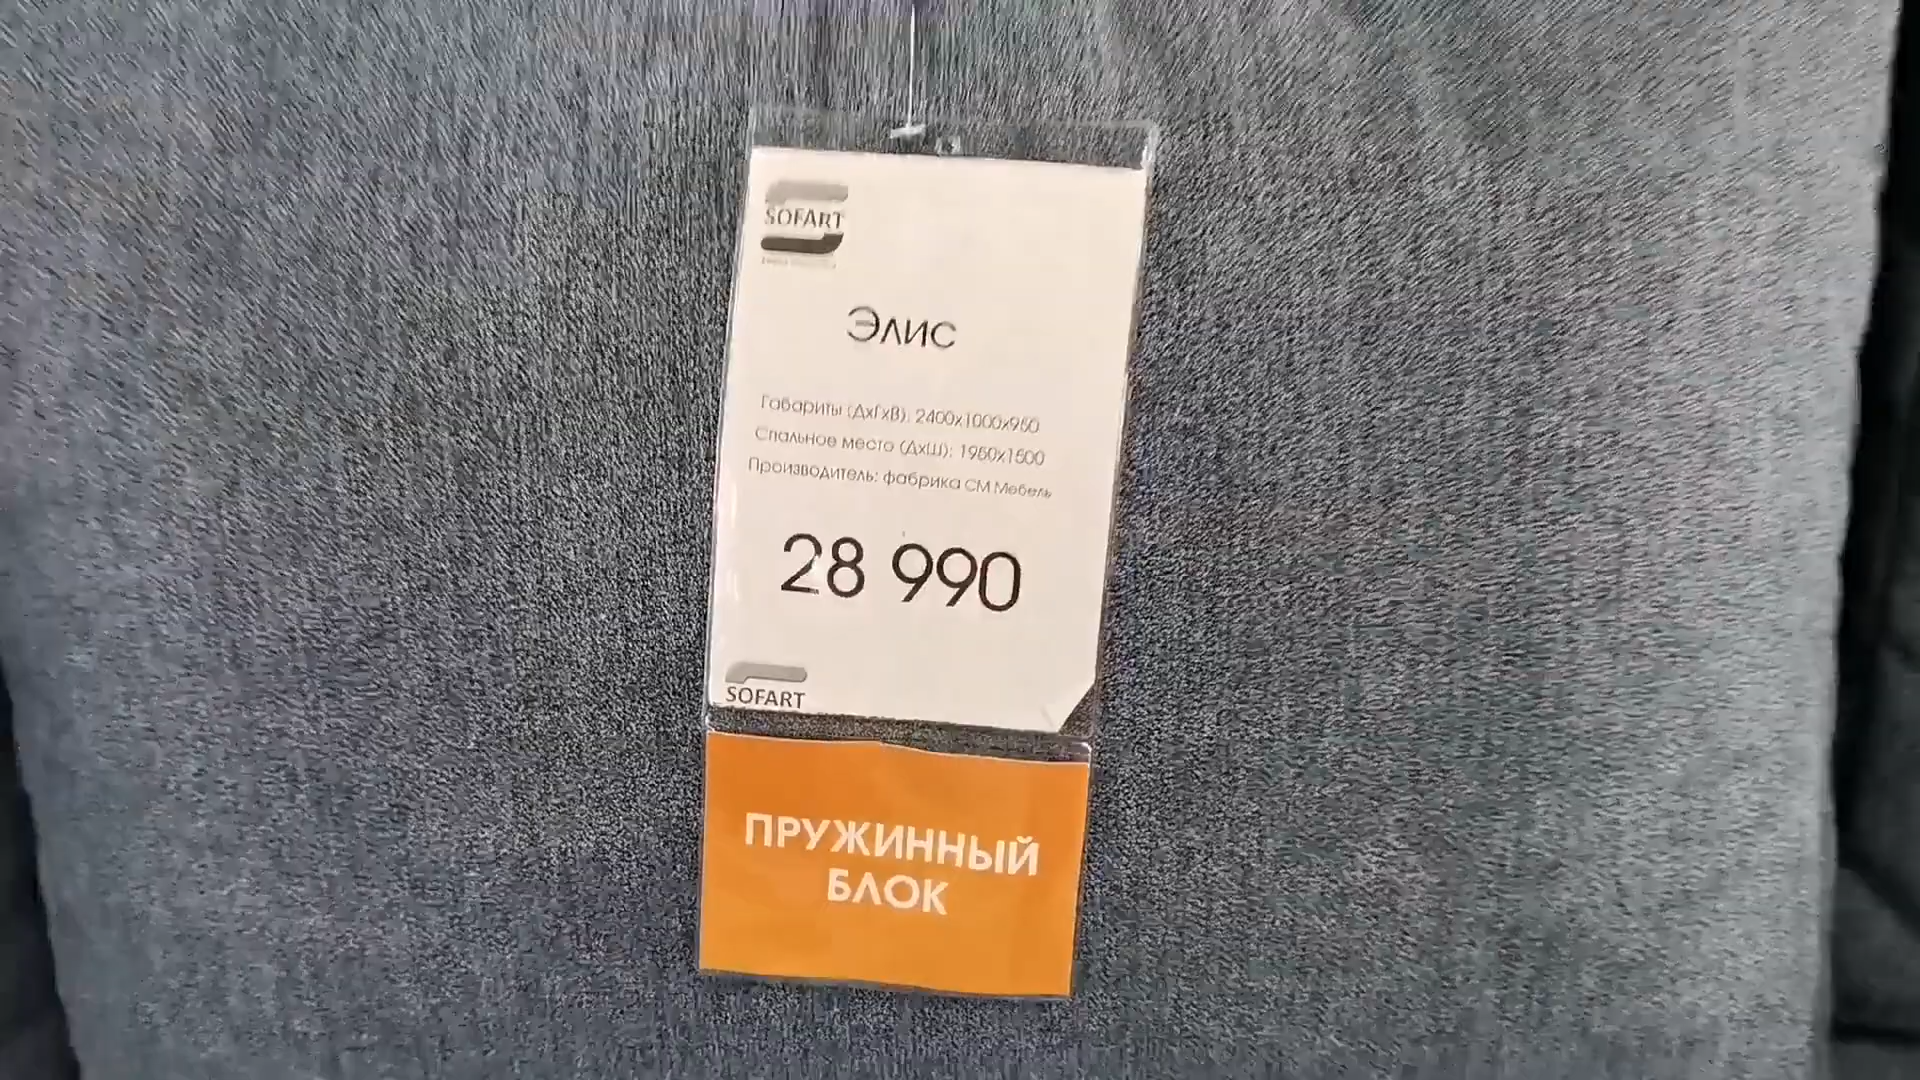 SOFART
Элис
Габариты (ДхГхВ): 2400х1000х950
Спальное место (ДхШ): 1950х1500
Производитель: фабрика СМ Мебель
28 990
SOFART
ПРУЖИННЫЙ
БЛОК